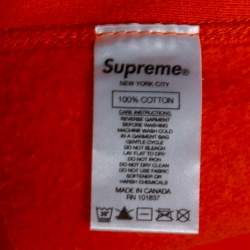 Supreme®
NEW YORK CITY
100% COTTON
CARE INSTRUCTIONS
REVERSE GARMENT
BEFORE WASHING
MACHINE WASH COLD
IN A GARMENT BAG
GENTLE CYCLE
DO NOT BLEACH
LAY FLAT TO DRY
DO NOT IRON
DO NOT DRY CLEAN
DO NOT USE FABRIC
SOFTENER OR
HARSH CHEMICALS
MADE IN CANADA
RN 101837